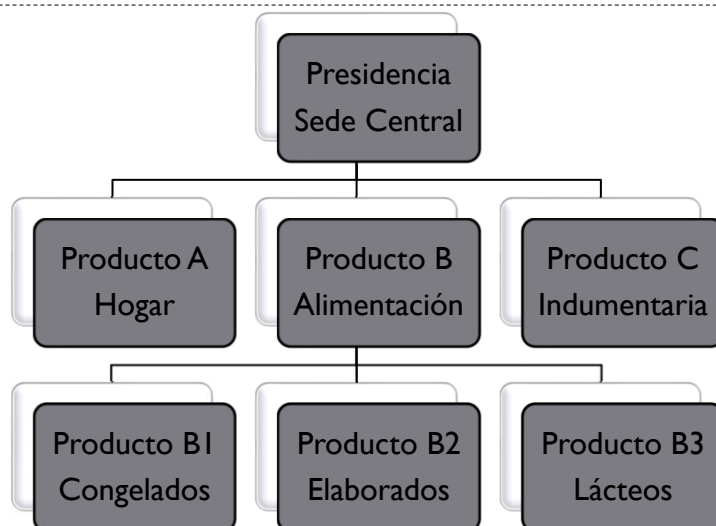 Presidencia
Sede Central
Producto A
Hogar
Producto B
Alimentación
Producto C
Indumentaria
Producto B1
Congelados
Producto B2
Elaborados
Producto B3
Lácteos